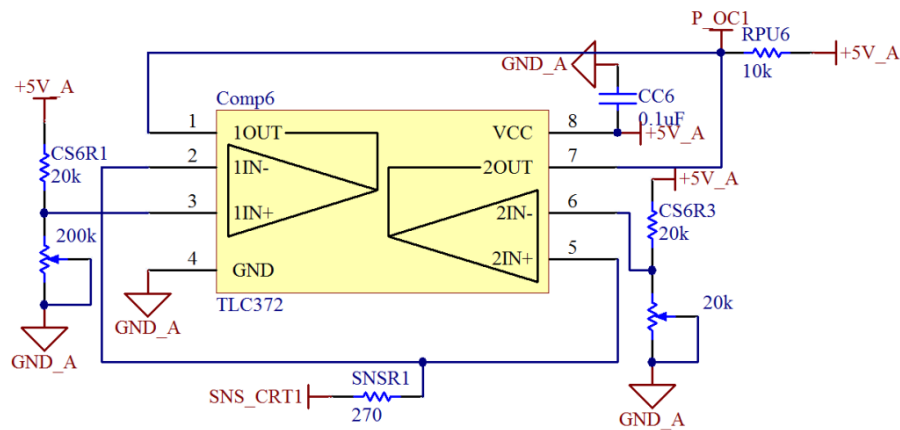 P_OC1
RPU6
+5V_A
10k
GND_A
CC6
0.1uF
+5V_A
+5V_A
CS6R1
20k
200k
GND_A
Comp6
1 1OUT VCC 8
2 1IN- 2OUT 7
3 1IN+ 2IN- 6
4 GND 2IN+ 5
TLC372
GND_A
+5V_A
CS6R3
20k
20k
GND_A
SNS_CRT1
SNSR1
270